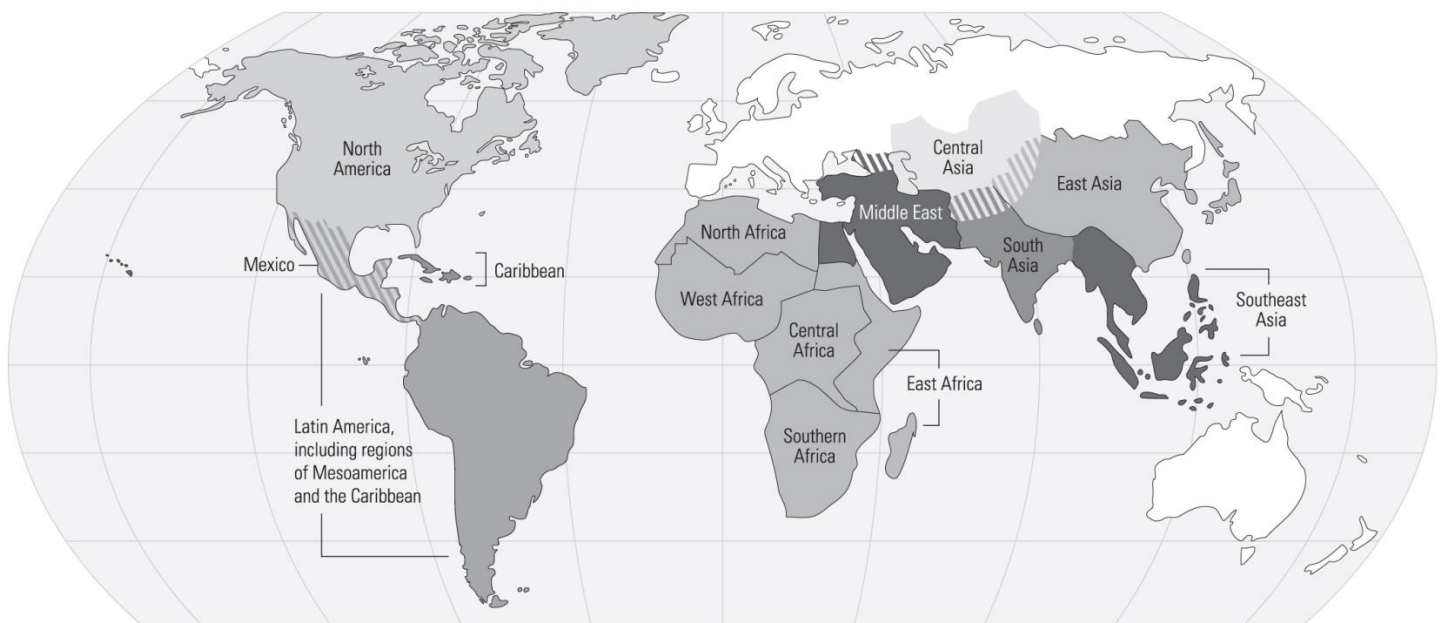 North
America
Central
Asia
East Asia
Middle East
North Africa
South
Asia
Mexico
Caribbean
West Africa
Southeast
Asia
Central
Africa
East Africa
Latin America,
including regions
of Mesoamerica
and the Caribbean
Southern
Africa